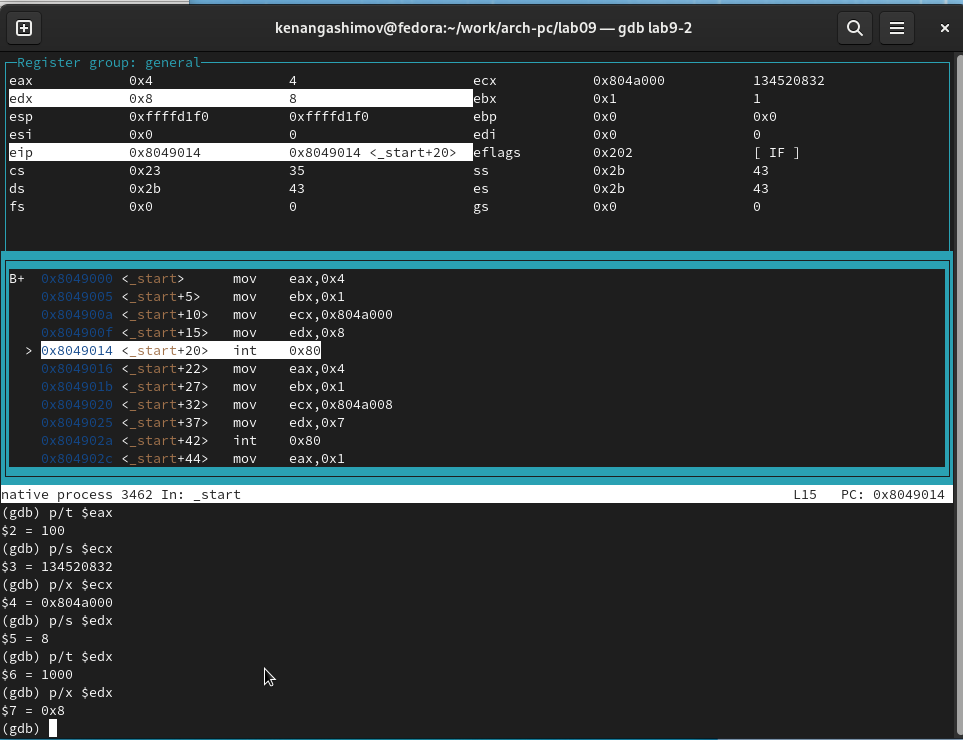 kenangashimov@fedora:~/work/arch-pc/lab09 — gdb lab9-2
Register group: general
eax 0x4 4 ecx 0x804a000 134520832
edx 0x8 8 ebx 0x1 1
esp 0xffffd1f0 0xffffd1f0 ebp 0x0 0x0
esi 0x0 0 edi 0x0 0
eip 0x8049014 0x8049014 <_start+20> eflags 0x202 [ IF ]
cs 0x23 35 ss 0x2b 43
ds 0x2b 43 es 0x2b 43
fs 0x0 0 gs 0x0 0
B+ 0x8049000 <_start> mov eax,0x4
0x8049005 <_start+5> mov ebx,0x1
0x804900a <_start+10> mov ecx,0x804a000
0x804900f <_start+15> mov edx,0x8
> 0x8049014 <_start+20> int 0x80
0x8049016 <_start+22> mov eax,0x4
0x804901b <_start+27> mov ebx,0x1
0x8049020 <_start+32> mov ecx,0x804a008
0x8049025 <_start+37> mov edx,0x7
0x804902a <_start+42> int 0x80
0x804902c <_start+44> mov eax,0x1
native process 3462 In: _start L15 PC: 0x8049014
(gdb) p/t $eax
$2 = 100
(gdb) p/s $ecx
$3 = 134520832
(gdb) p/x $ecx
$4 = 0x804a000
(gdb) p/s $edx
$5 = 8
(gdb) p/t $edx
$6 = 1000
(gdb) p/x $edx
$7 = 0x8
(gdb)